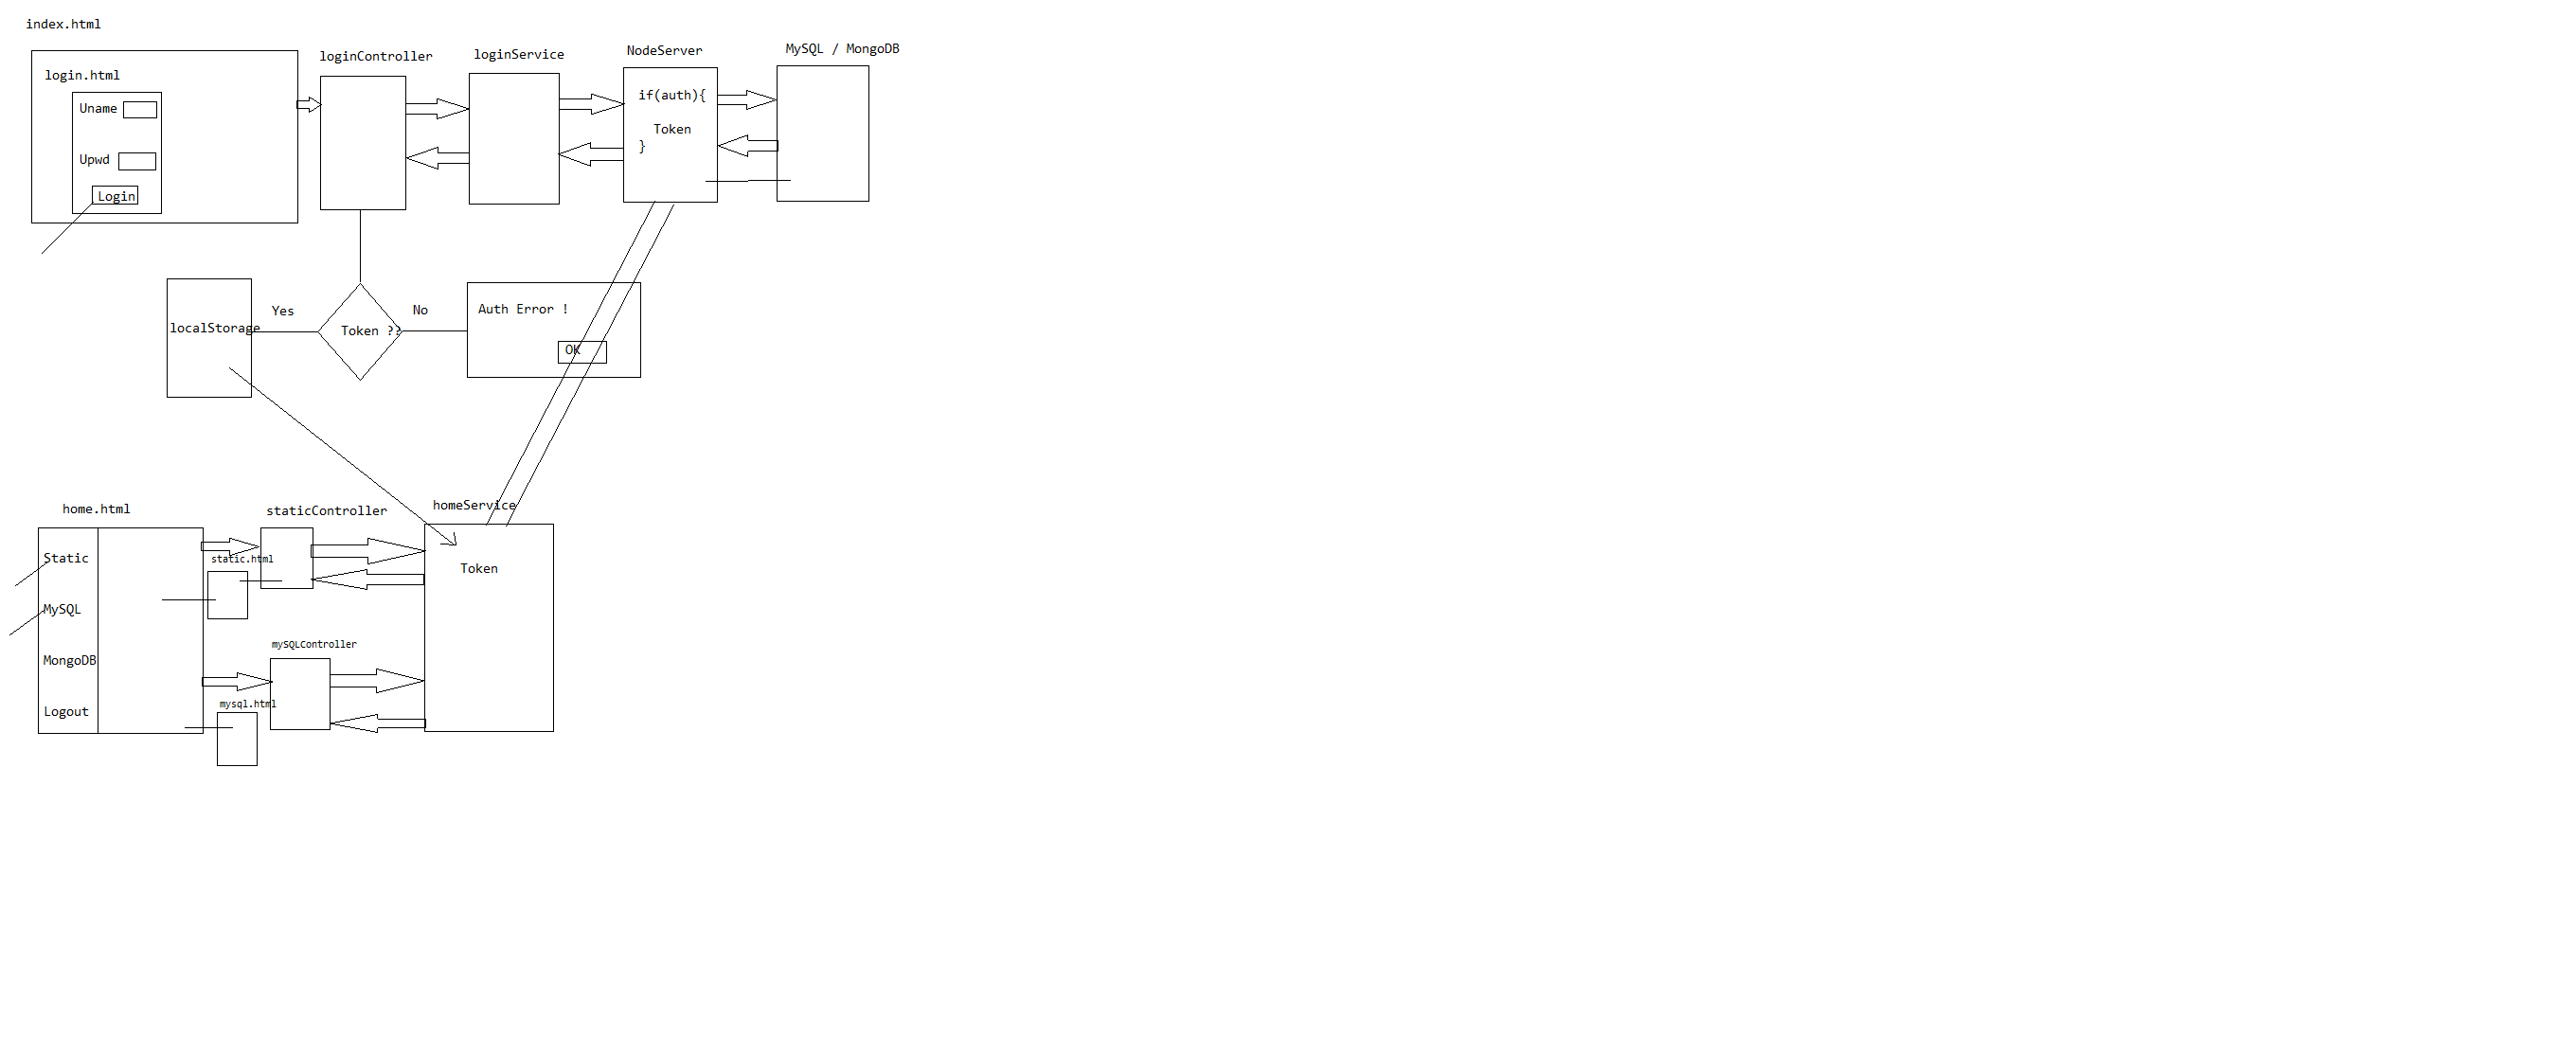 index.html
login.html
Uname
Upwd
Login
loginController
loginService
NodeServer
if(auth){
Token
}
MySQL / MongoDB
localStorage
Yes
Token ??
No
Auth Error !
OK
home.html
Static
MySQL
MongoDB
Logout
staticController
static.html
mySQLController
mysql.html
homeService
Token